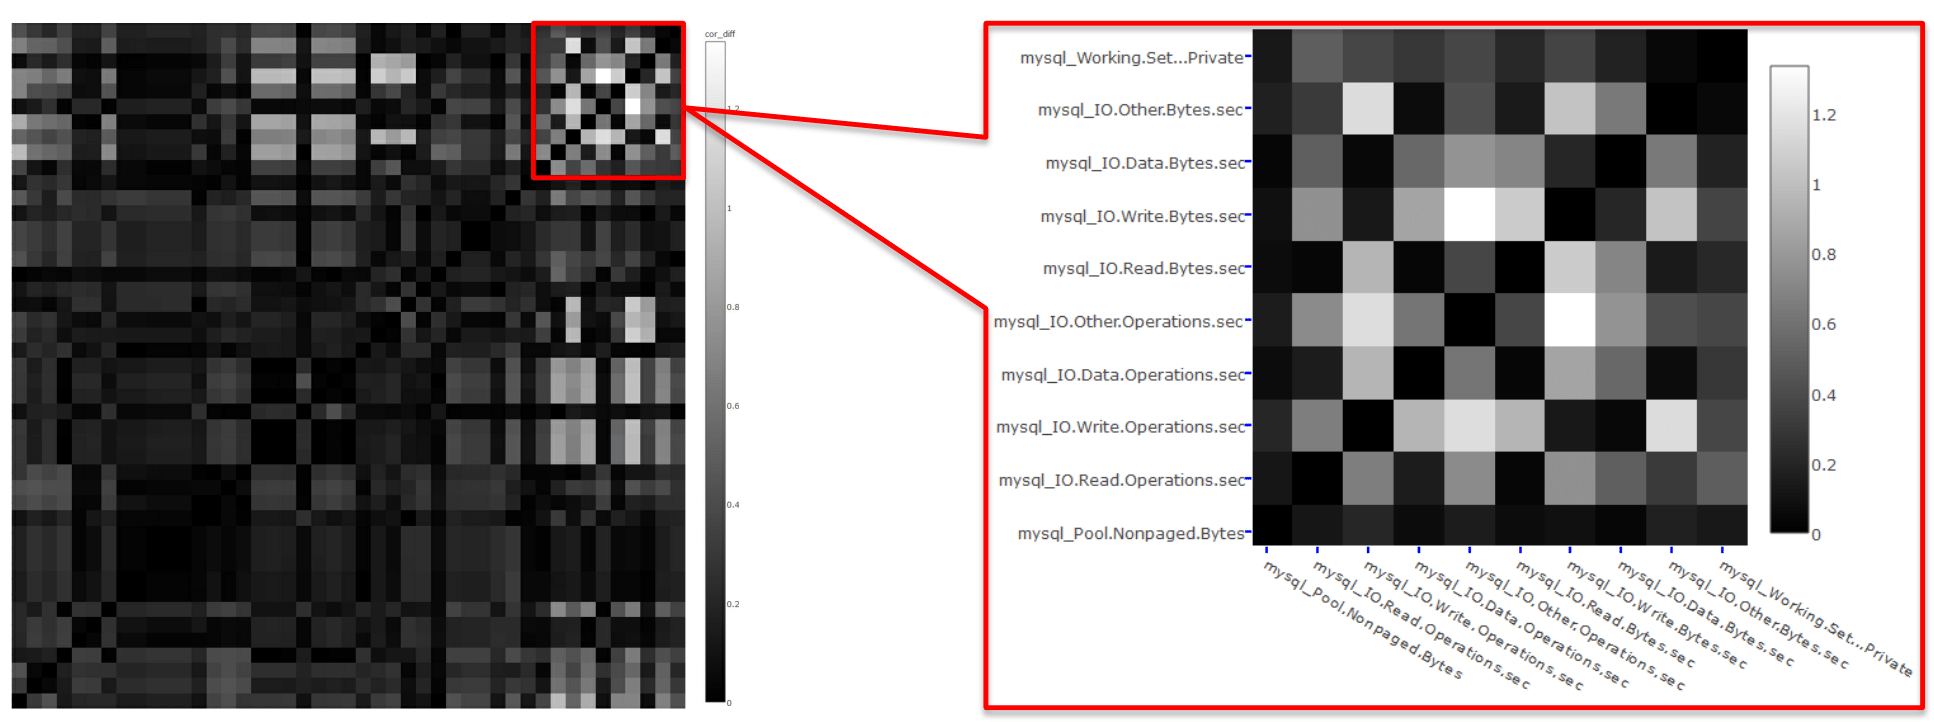 cor_diff
1.2
1
0.8
0.6
0.4
0.2
0
mysql_Working.Set...Private
mysql_IO.Other.Bytes.sec
mysql_IO.Data.Bytes.sec
mysql_IO.Write.Bytes.sec
mysql_IO.Read.Bytes.sec
mysql_IO.Other.Operations.sec
mysql_IO.Data.Operations.sec
mysql_IO.Write.Operations.sec
mysql_IO.Read.Operations.sec
mysql_Pool.Nonpaged.Bytes
1.2
1
0.8
0.6
0.4
0.2
0
mysql_Pool.Nonpaged.Bytes
mysql_IO.Read.Operations.sec
mysql_IO.Write.Operations.sec
mysql_IO.Data.Operations.sec
mysql_IO.Other.Operations.sec
mysql_IO.Read.Bytes.sec
mysql_IO.Write.Bytes.sec
mysql_IO.Data.Bytes.sec
mysql_IO.Other.Bytes.sec
mysql_Working.Set...Private